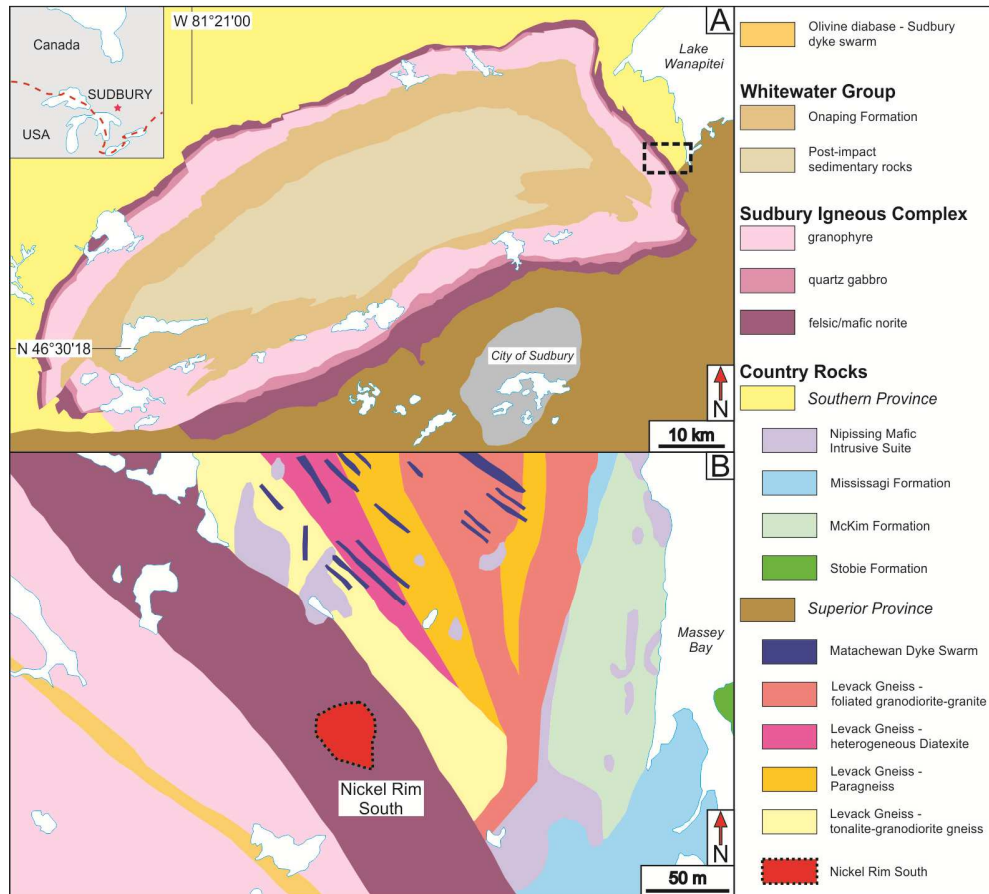 W 81°21'00
A
Canada
SUDBURY
USA
Lake
Wanapitei
N 46°30'18
City of Sudbury
N
10 km
B
Massey
Bay
Nickel Rim
South
N
50 m
Olivine diabase - Sudbury
dyke swarm
Whitewater Group
Onaping Formation
Post-impact
sedimentary rocks
Sudbury Igneous Complex
granophyre
quartz gabbro
felsic/mafic norite
Country Rocks
Southern Province
Nipissing Mafic
Intrusive Suite
Mississagi Formation
McKim Formation
Stobie Formation
Superior Province
Matachewan Dyke Swarm
Levack Gneiss -
foliated granodiorite-granite
Levack Gneiss -
heterogeneous Diatexite
Levack Gneiss -
Paragneiss
Levack Gneiss -
tonalite-granodiorite gneiss
Nickel Rim South